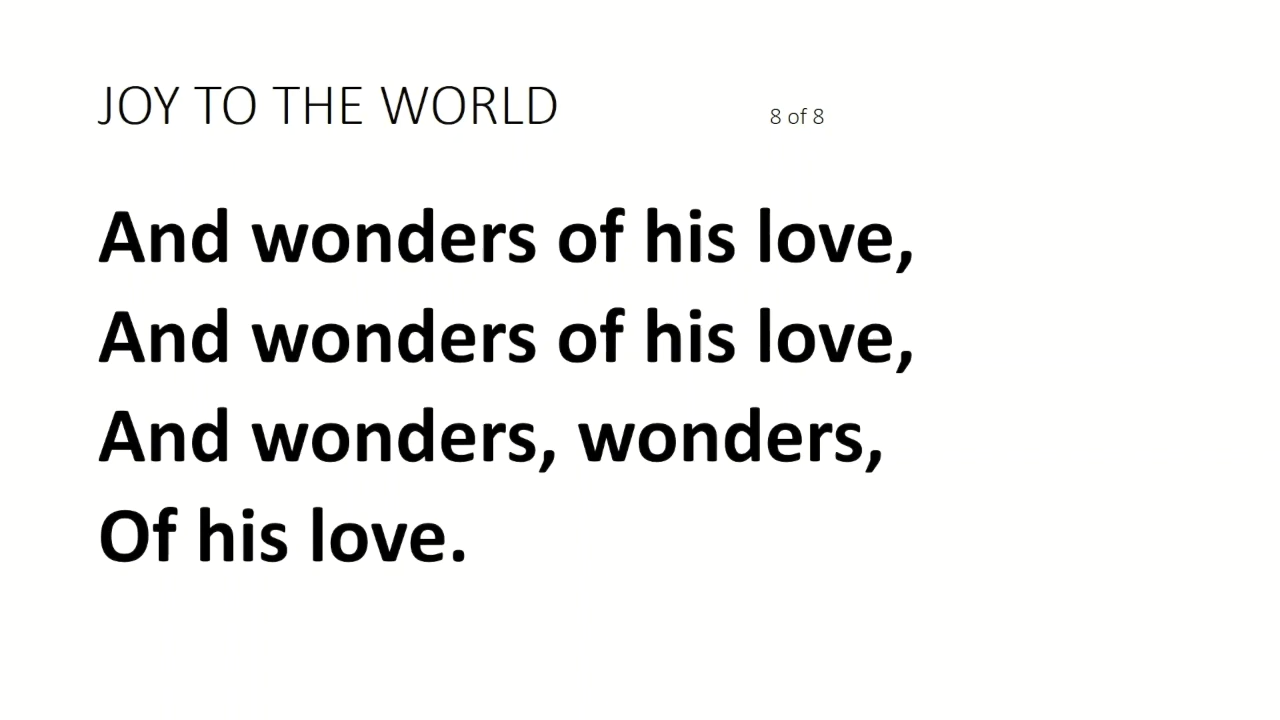 JOY TO THE WORLD 8 of 8
And wonders of his love,
And wonders of his love,
And wonders, wonders,
Of his love.